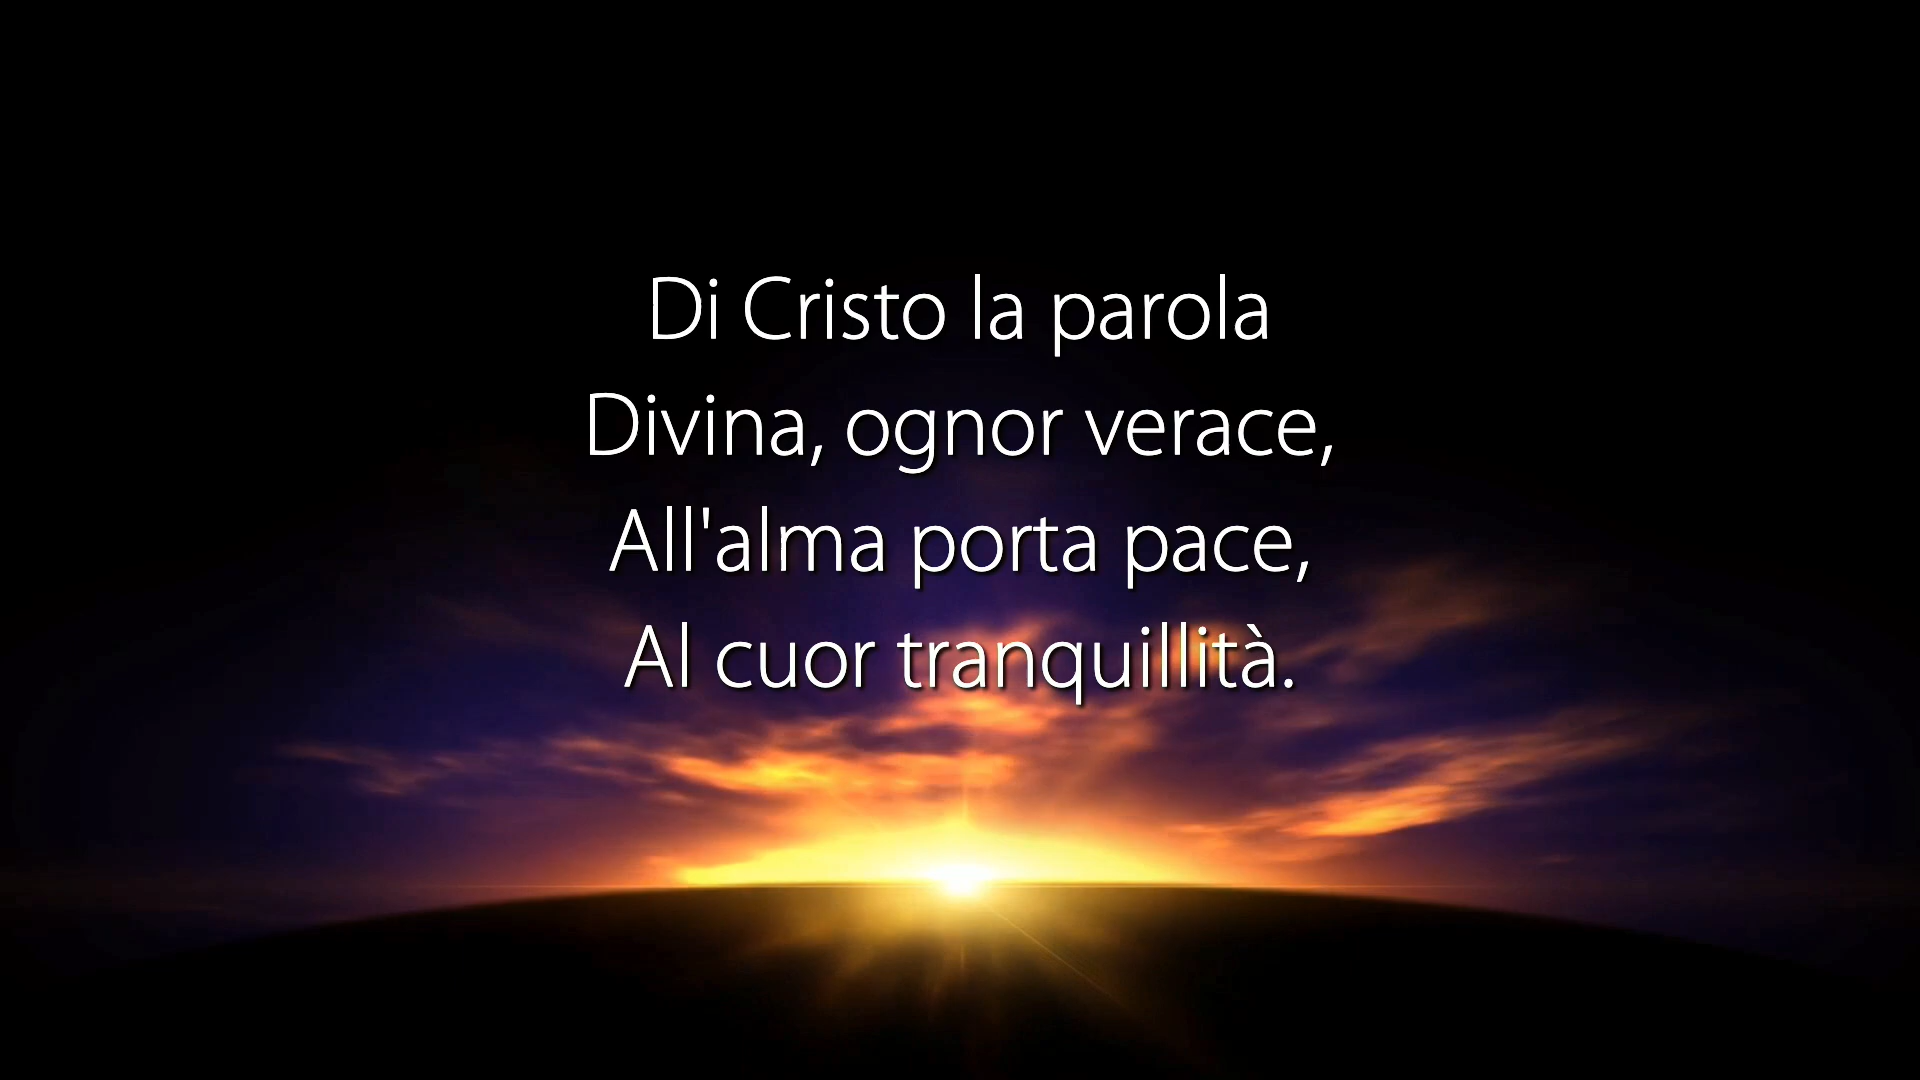 Di Cristo la parola
Divina, ognor verace,
All'alma porta pace,
Al cuor tranquillità.